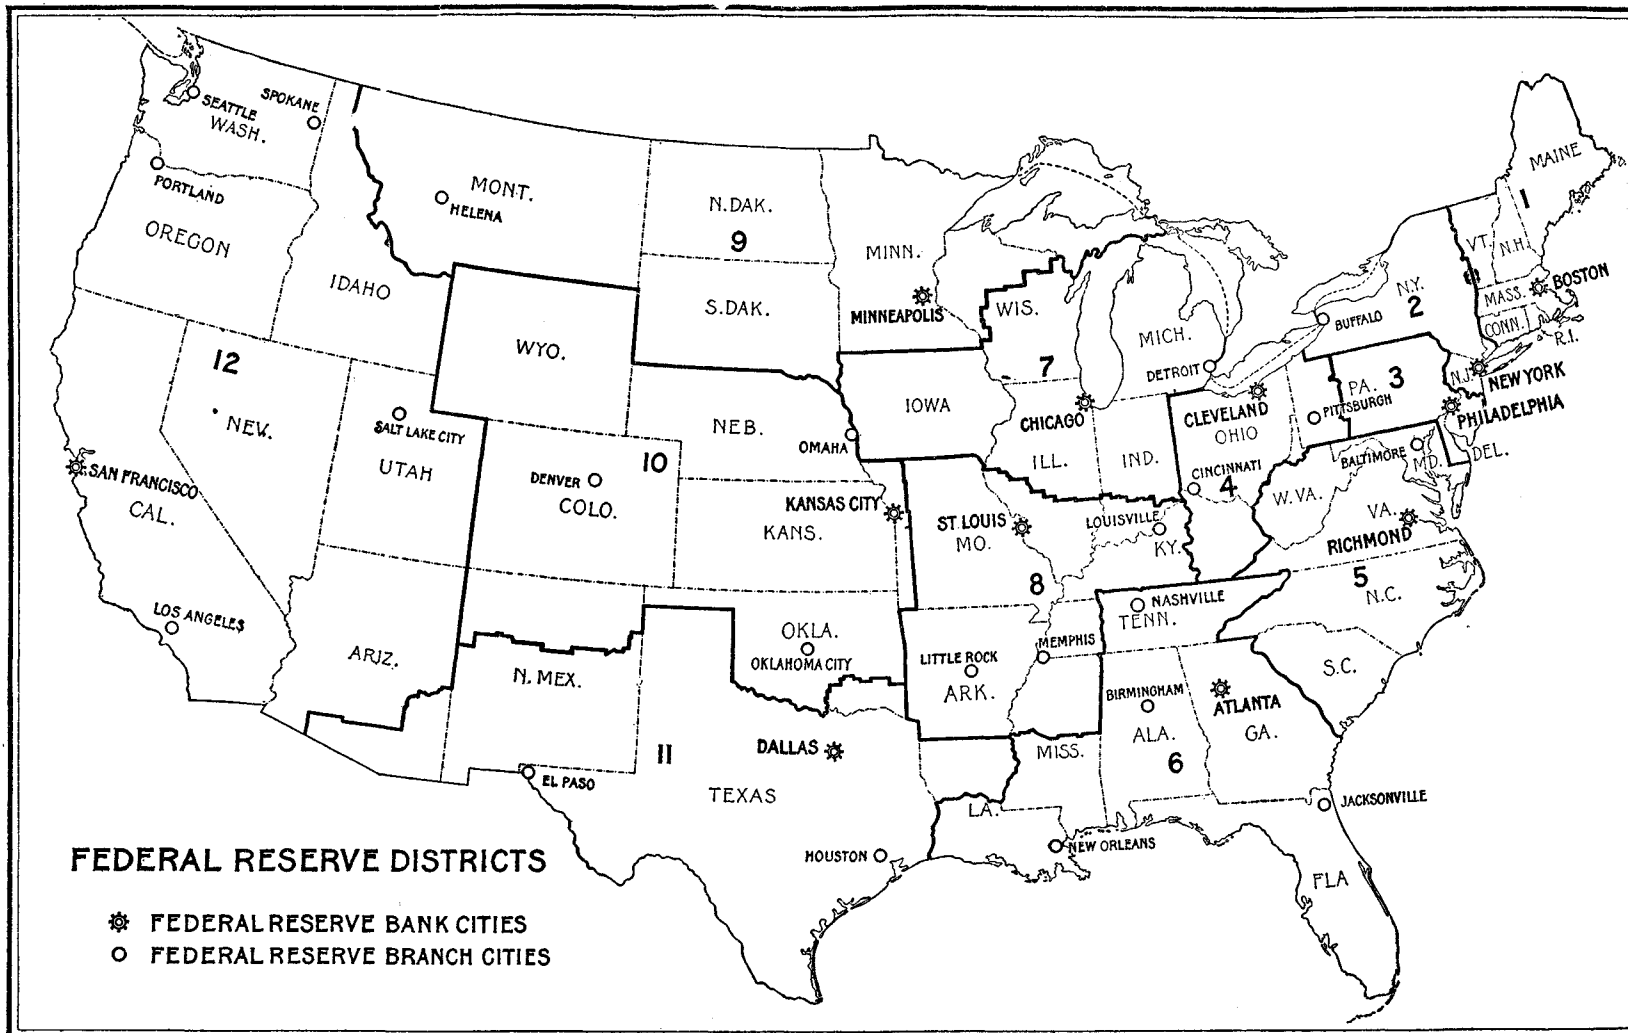 SEATTLE
SPOKANE
WASH.
PORTLAND
OREGON
IDAHO
MONT.
HELENA
N.DAK.
9
S.DAK.
MINN.
MINNEAPOLIS
WIS.
MICH.
DETROIT
7
MAINE
1
VT.
N.H.
MASS.
BOSTON
CONN.
R.I.
N.Y.
2
BUFFALO
N.J.
NEW YORK
PA.
3
PITTSBURGH
PHILADELPHIA
12
NEV.
WYO.
SALT LAKE CITY
UTAH
SAN FRANCISCO
CAL.
LOS ANGELES
ARIZ.
DENVER
COLO.
10
NEB.
OMAHA
IOWA
CHICAGO
ILL.
IND.
CLEVELAND
OHIO
CINCINNATI
4
BALTIMORE
MD.
DEL.
W.VA.
VA.
RICHMOND
5
N.C.
S.C.
KANSAS CITY
KANS.
ST. LOUIS
MO.
8
LOUISVILLE
KY.
NASHVILLE
TENN.
MEMPHIS
LITTLE ROCK
ARK.
OKLA.
OKLAHOMA CITY
N. MEX.
EL PASO
11
DALLAS
TEXAS
HOUSTON
LA.
NEW ORLEANS
MISS.
BIRMINGHAM
ALA.
6
ATLANTA
GA.
JACKSONVILLE
FLA
FEDERAL RESERVE DISTRICTS
FEDERAL RESERVE BANK CITIES
FEDERAL RESERVE BRANCH CITIES